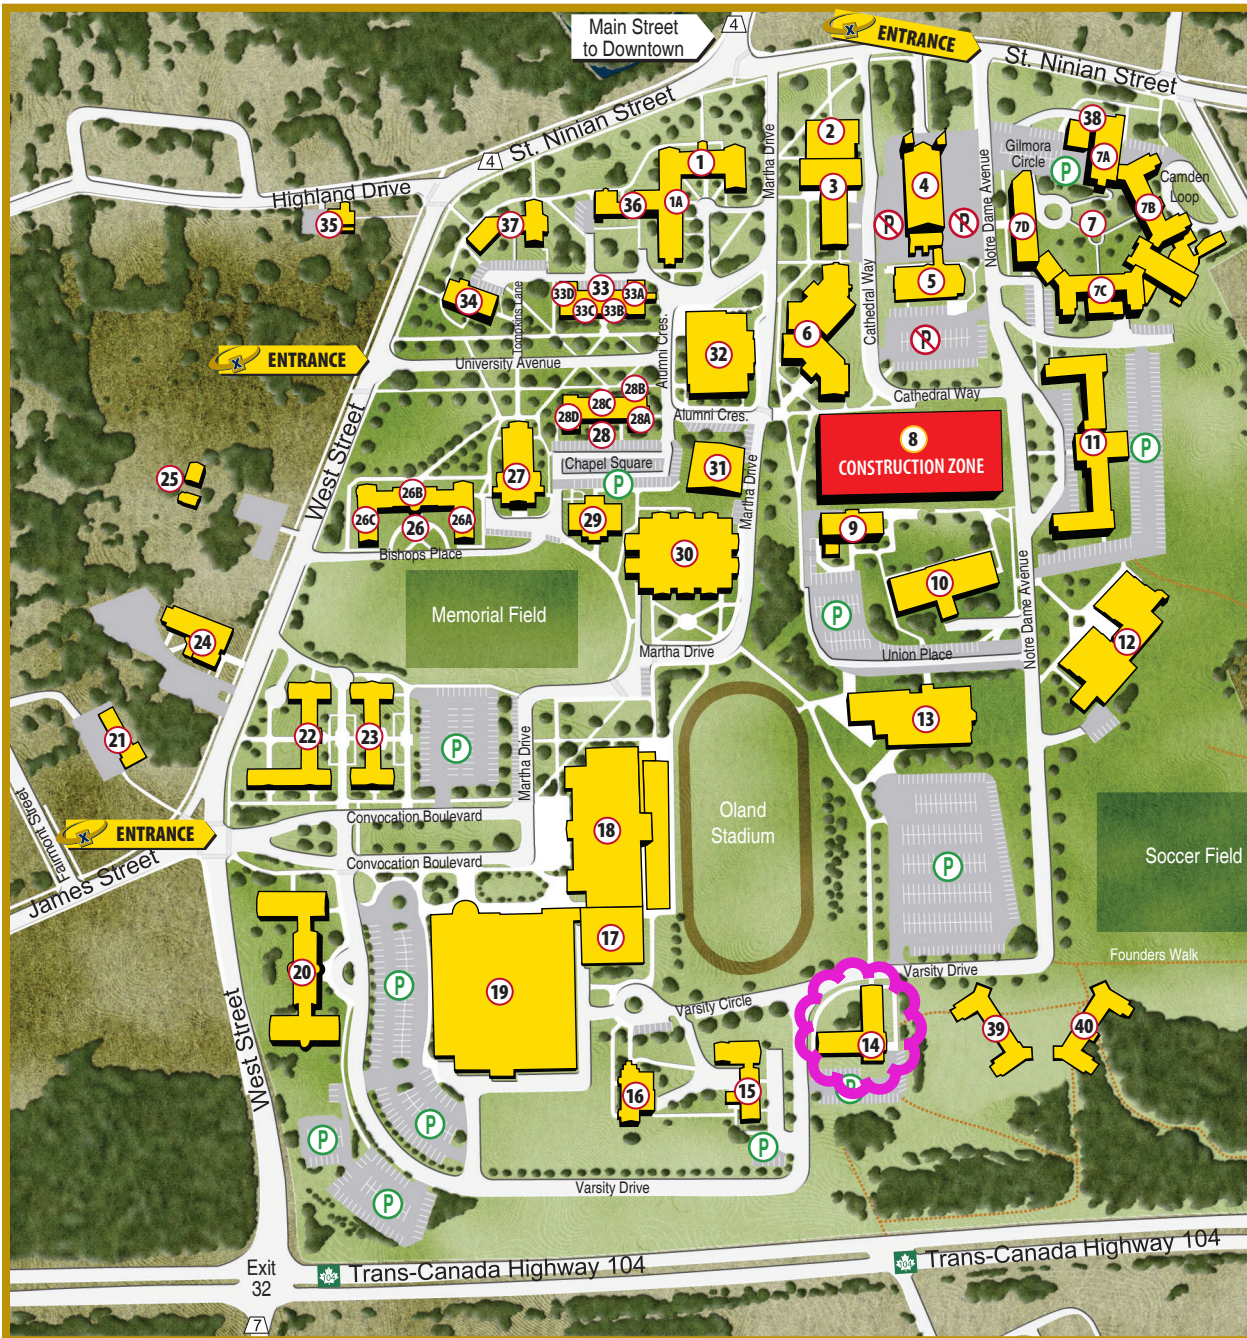 Main Street
to Downtown
4
X
ENTRANCE
St. Ninian Street
St. Ninian Street
4
Highland Drive
Martha Drive
Notre Dame Avenue
Gilmora
Circle
Camden
Loop
P
P
P
P
1
1A
2
3
4
5
6
7
7A
7B
7C
7D
38
36
37
35
34
33
33A
33B
33C
33D
32
Tompkins Lane
Alumni Cres.
Cathedral Way
University Avenue
X
ENTRANCE
West Street
28B
28C
28D
28A
28
Alumni Cres.
Cathedral Way
8
CONSTRUCTION ZONE
11
P
27
Chapel Square
P
31
Martha Drive
25
26B
26C
26
26A
29
30
9
10
Bishops Place
Memorial Field
P
Notre Dame Avenue
12
24
Martha Drive
Union Place
21
22
23
P
Martha Drive
13
Fairmont Street
X
ENTRANCE
James Street
Convocation Boulevard
Convocation Boulevard
18
Oland
Stadium
P
Soccer Field
17
20
19
P
Founders Walk
Varsity Drive
Varsity Circle
West Street
14
P
39
40
16
15
P
P
P
P
Varsity Drive
Exit
32
104
Trans-Canada Highway 104
104
Trans-Canada Highway 104
7